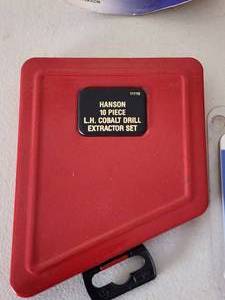 HANSON
10 PIECE
L.H. COBALT DRILL
EXTRACTOR SET